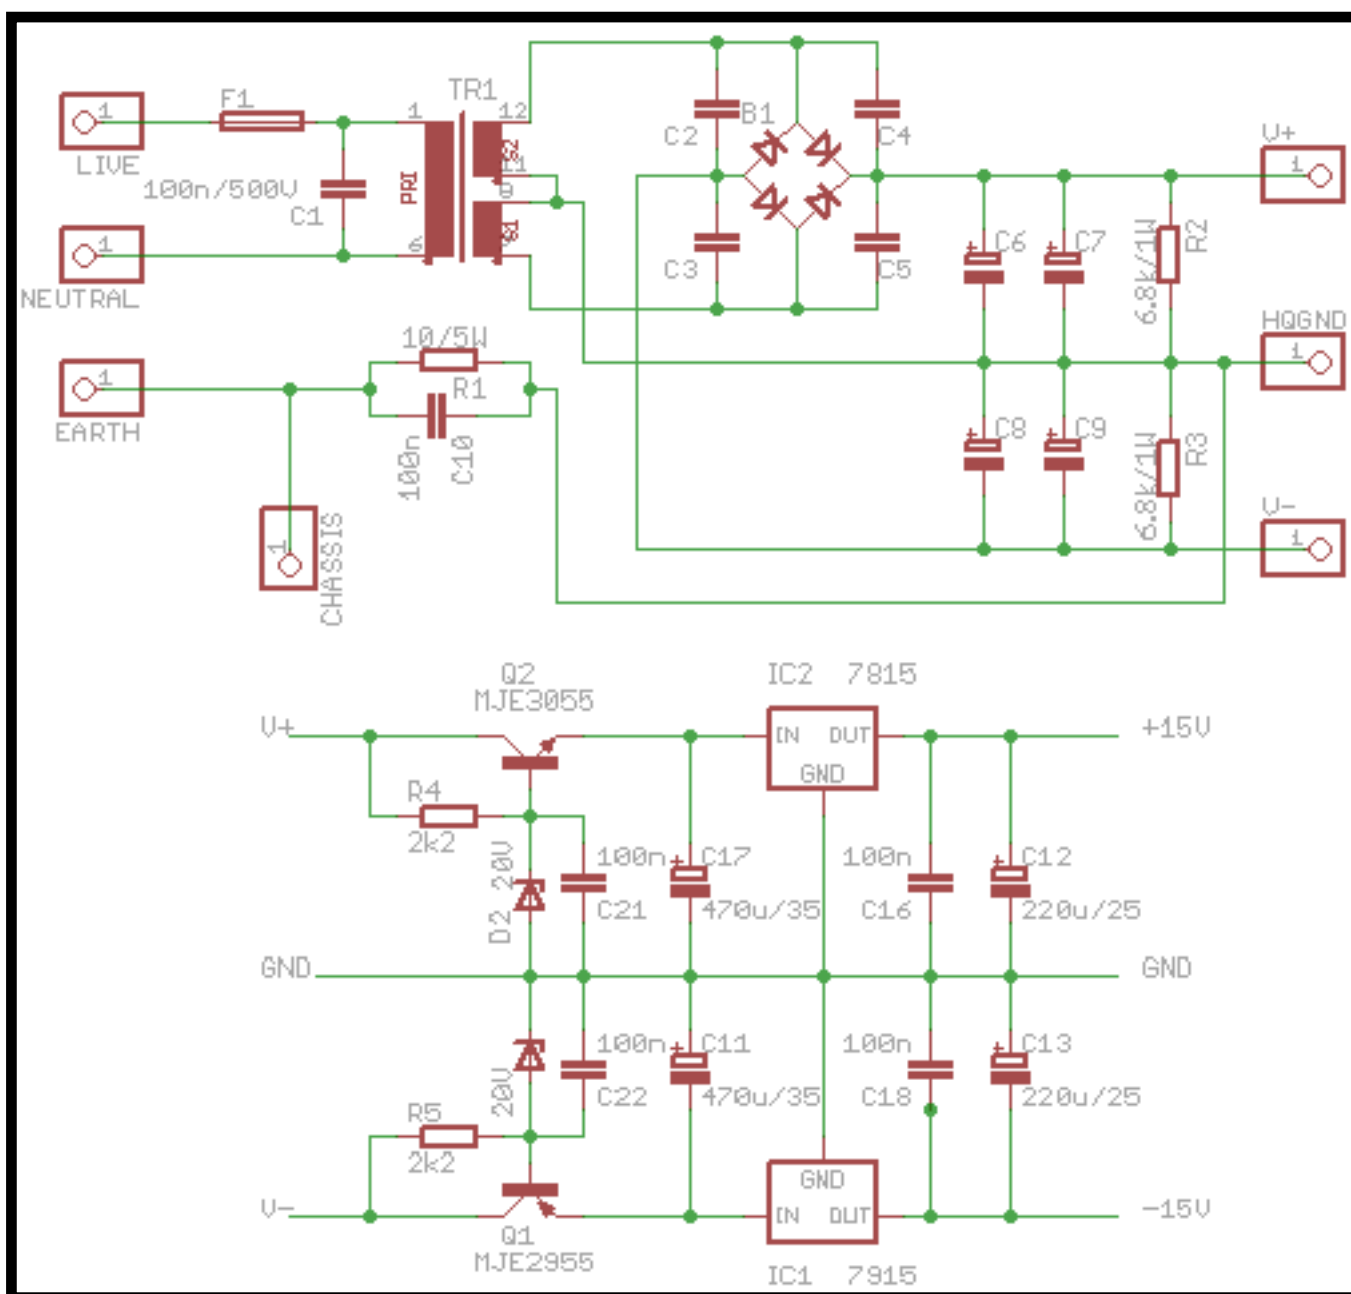 LIVE
1
F1
100n/500V
C1
NEUTRAL
1
EARTH
1
CHASSIS
1
TR1
PRI
1
6
12
S2
11
8
S1
10/5W
R1
100n
C10
C2
B1
C4
C3
C5
C6
C7
6.8k/1W
R2
C8
C9
6.8k/1W
R3
V+
1
HQGND
1
V-
1
Q2
MJE3055
IC2 7815
V+
IN OUT
GND
+15V
R4
2k2
D2 20V
100n
C21
C17
470u/35
100n
C16
C12
220u/25
GND
GND
20V
100n
C22
C11
470u/35
100n
C18
C13
220u/25
R5
2k2
V-
GND
IN OUT
-15V
Q1
MJE2955
IC1 7915